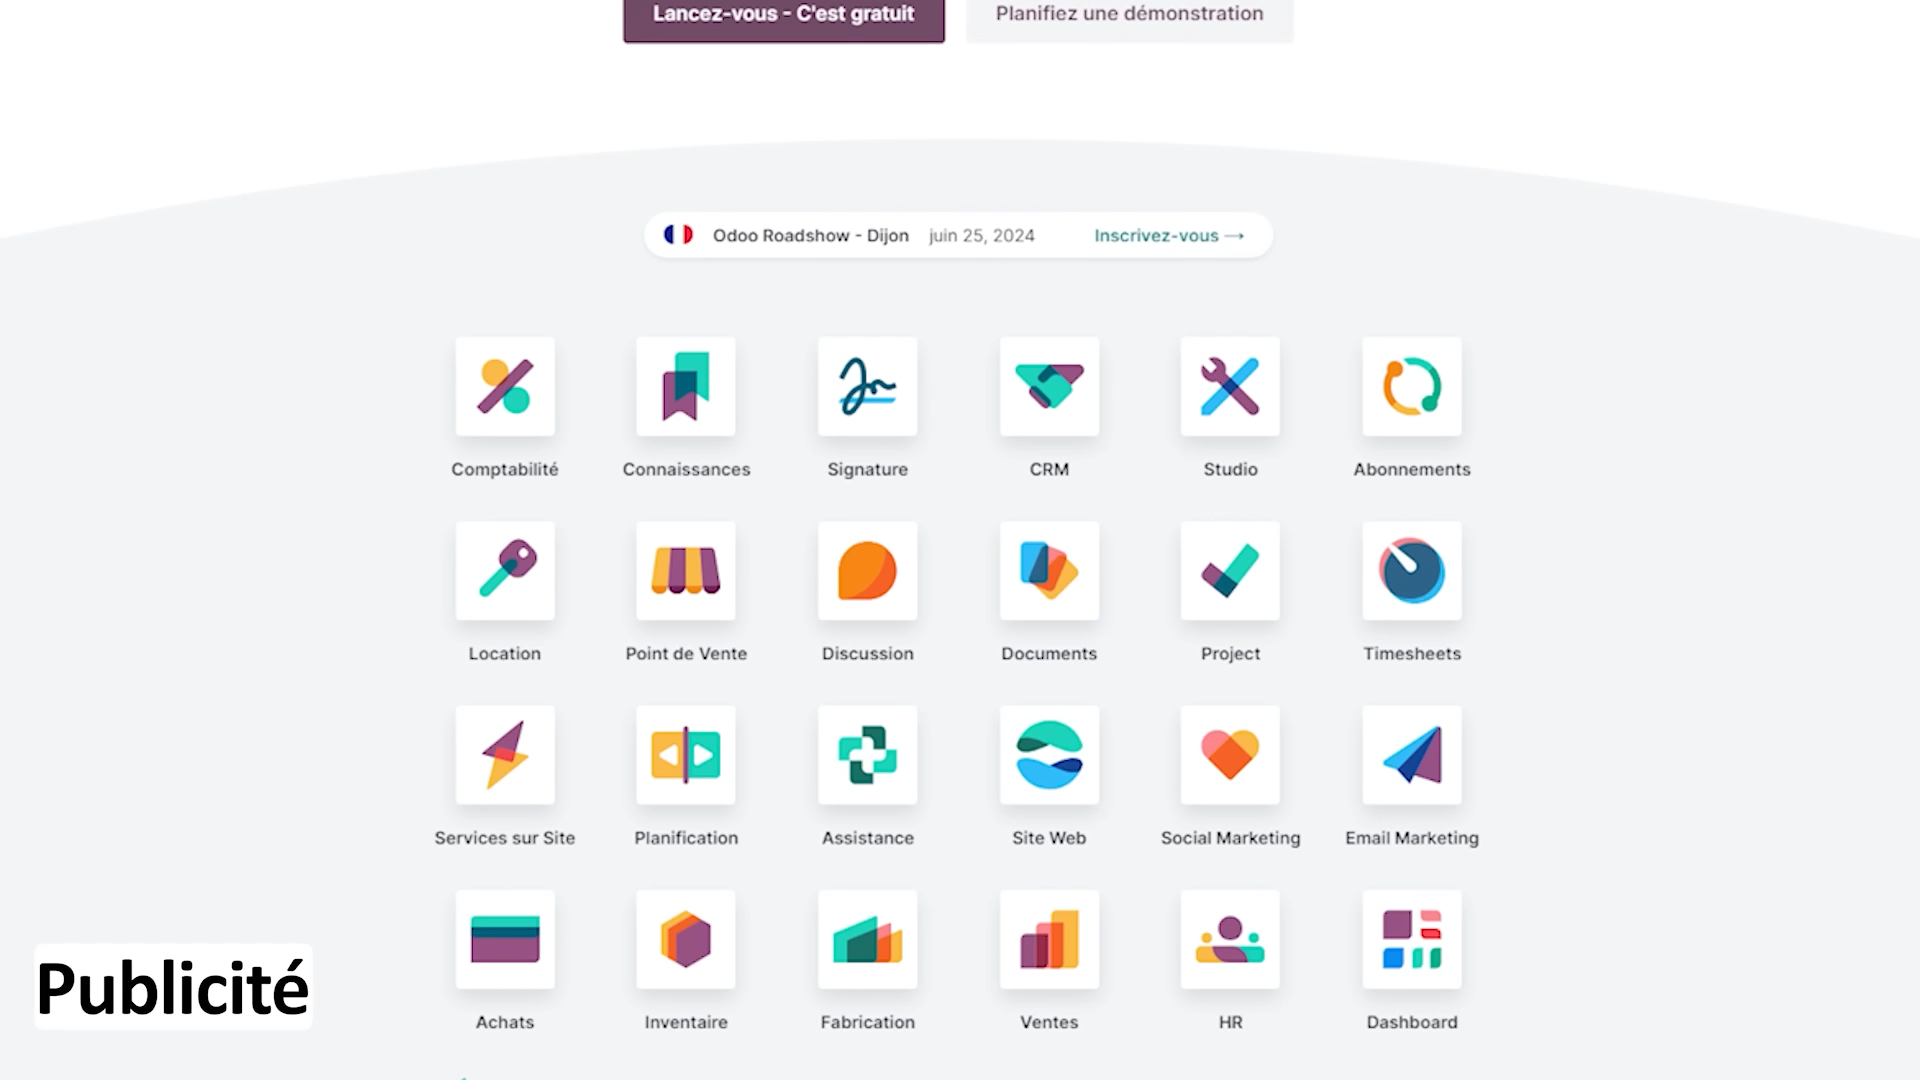 Lancez-vous - C'est gratuit
Planifiez une démonstration
Odoo Roadshow - Dijon juin 25, 2024 Inscrivez-vous →
Comptabilité
Connaissances
Signature
CRM
Studio
Abonnements
Location
Point de Vente
Discussion
Documents
Project
Timesheets
Services sur Site
Planification
Assistance
Site Web
Social Marketing
Email Marketing
Achats
Inventaire
Fabrication
Ventes
HR
Dashboard
Publicité